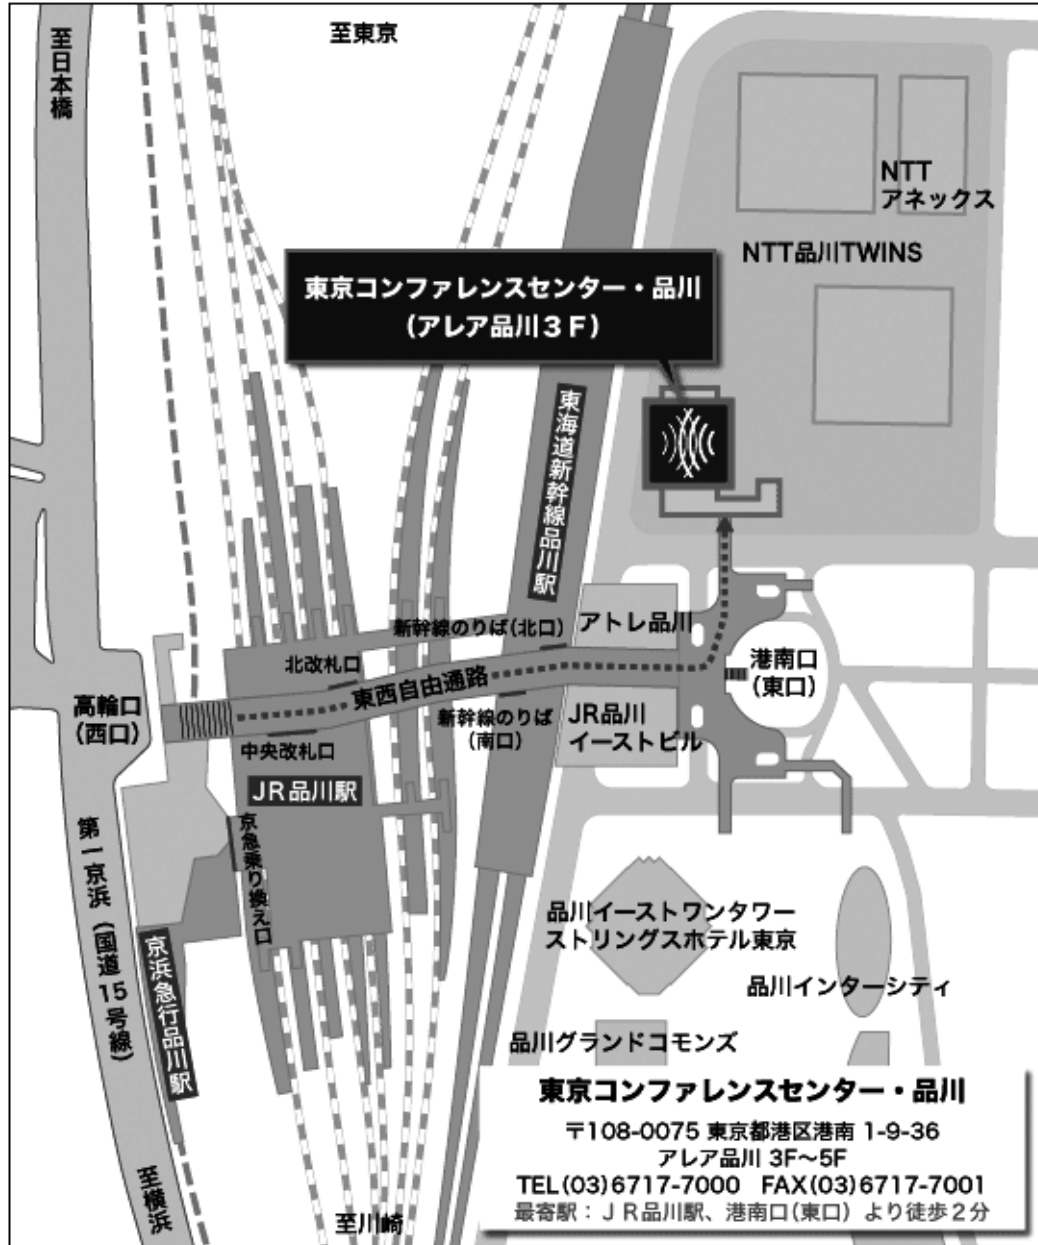 至日本橋
至東京
NTT
アネックス
NTT品川TWINS
東京コンファレンスセンター・品川
(アレア品川3F)
東海道新幹線品川駅
新幹線のりば(北口)
アトレ品川
北改札口
東西自由通路
港南口
(東口)
高輪口
(西口)
新幹線のりば
(南口)
JR品川
イーストビル
中央改札口
JR品川駅
京急乗り換え口
第一京浜(国道15号線)
京浜急行品川駅
品川イーストワンタワー
ストリングスホテル東京
品川インターシティ
品川グランドコモンズ
至横浜
至川崎
東京コンファレンスセンター・品川
〒108-0075 東京都港区港南 1-9-36
アレア品川 3F～5F
TEL(03)6717-7000 FAX(03)6717-7001
最寄駅：JR品川駅、港南口(東口) より徒歩2分